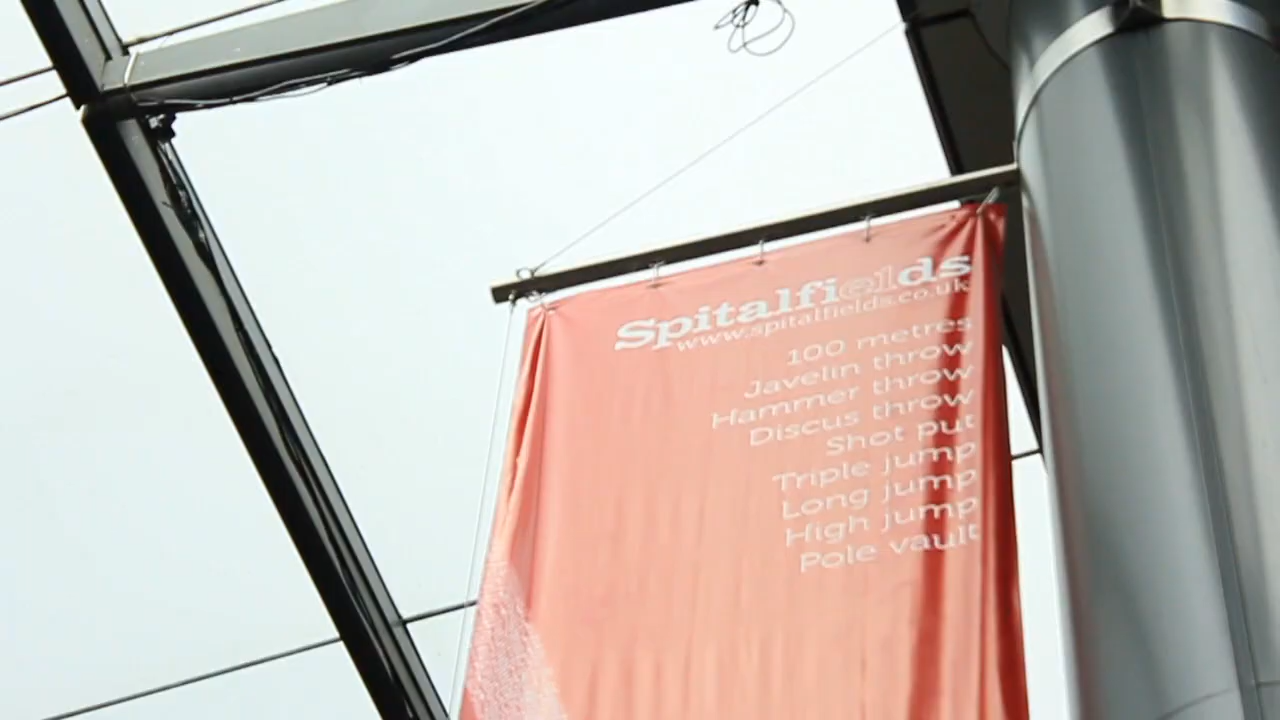 Spitalfields
www.spitalfields.co.uk
100 metres
Javelin throw
Hammer throw
Discus throw
Shot put
Triple jump
Long jump
High jump
Pole vault